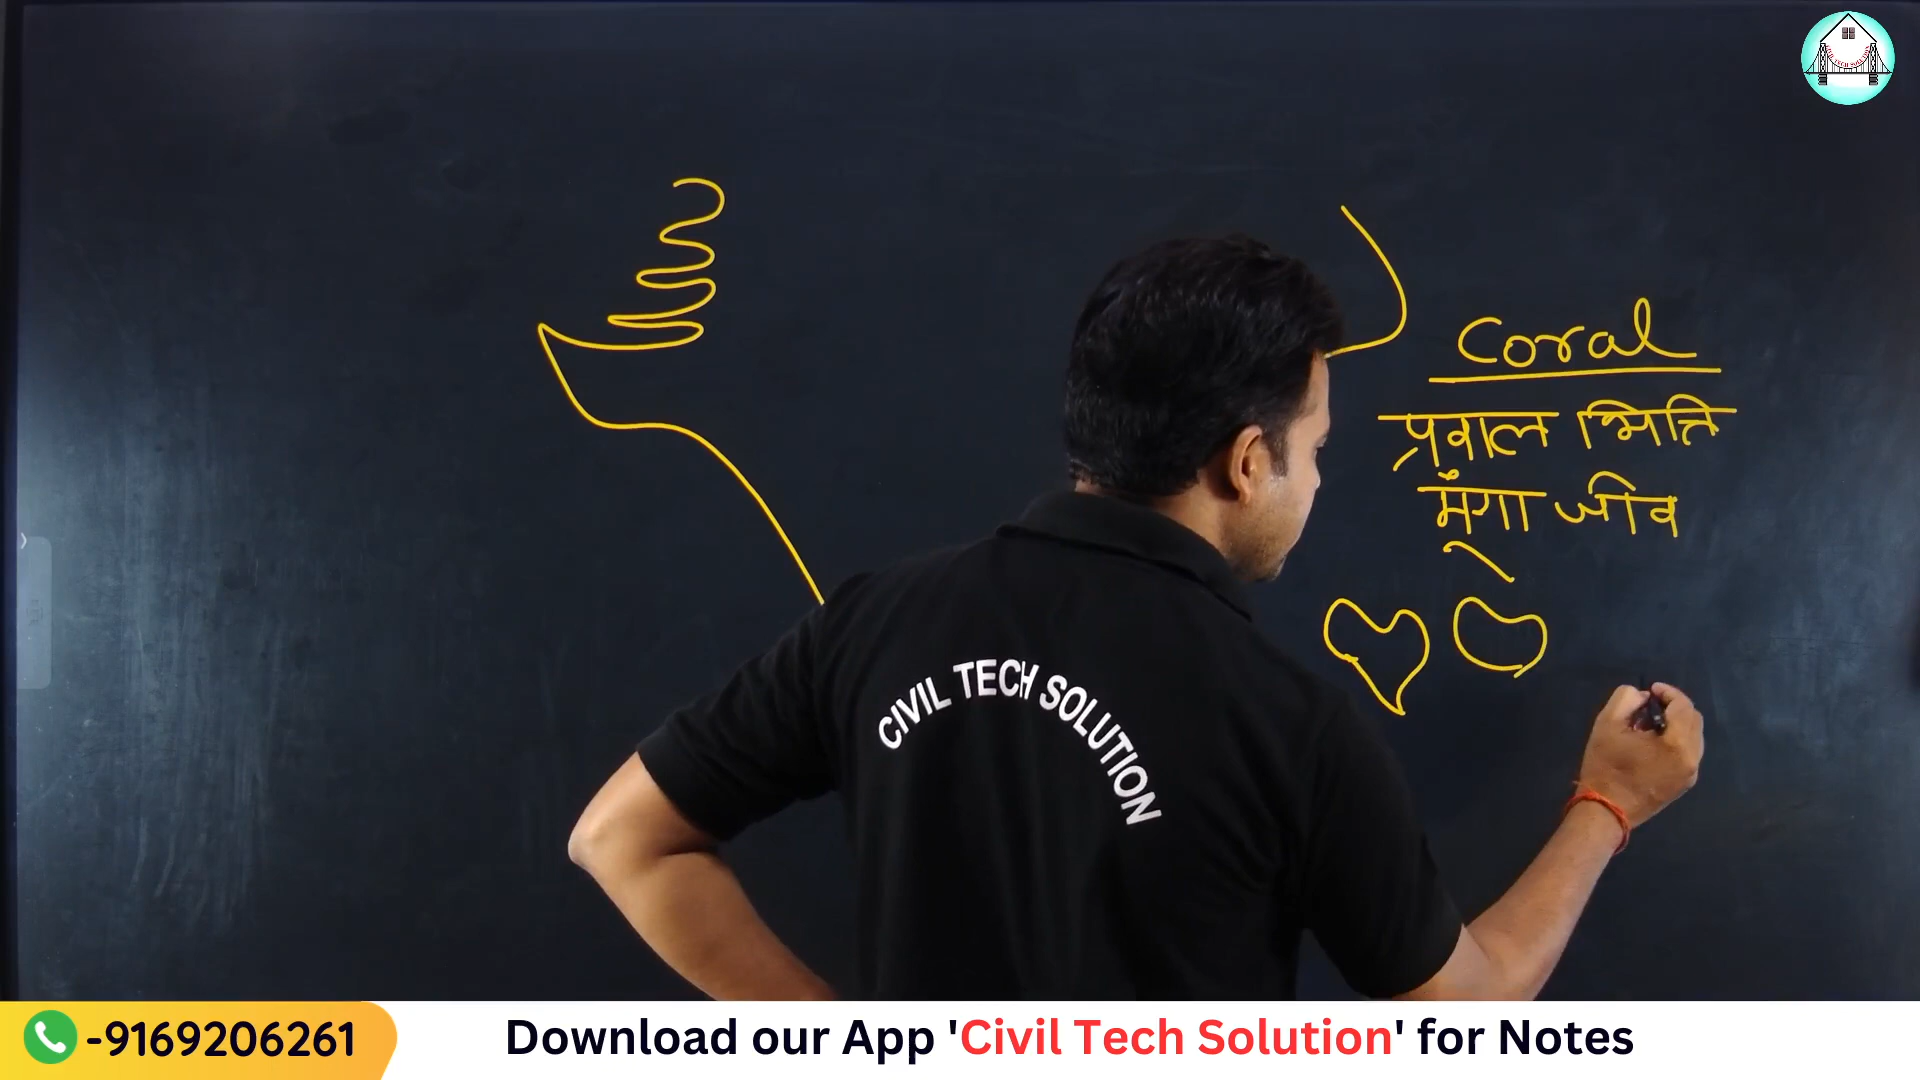 Coral
प्रवाल भित्ति
मूंगा जीव
CIVIL TECH SOLUTION
-9169206261
Download our App 'Civil Tech Solution' for Notes